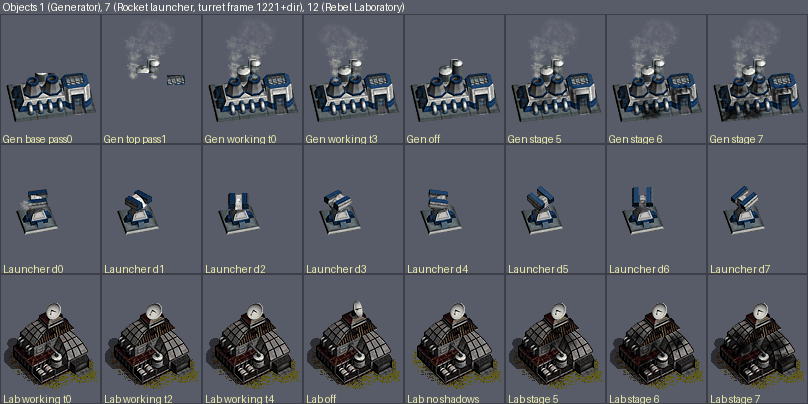 Objects 1 (Generator), 7 (Rocket launcher, turret frame 1221+dir), 12 (Rebel Laboratory)
Gen base pass0
Gen top pass1
Gen working t0
Gen working t3
Gen off
Gen stage 5
Gen stage 6
Gen stage 7
Launcher d0
Launcher d1
Launcher d2
Launcher d3
Launcher d4
Launcher d5
Launcher d6
Launcher d7
Lab working t0
Lab working t2
Lab working t4
Lab off
Lab no shadows
Lab stage 5
Lab stage 6
Lab stage 7